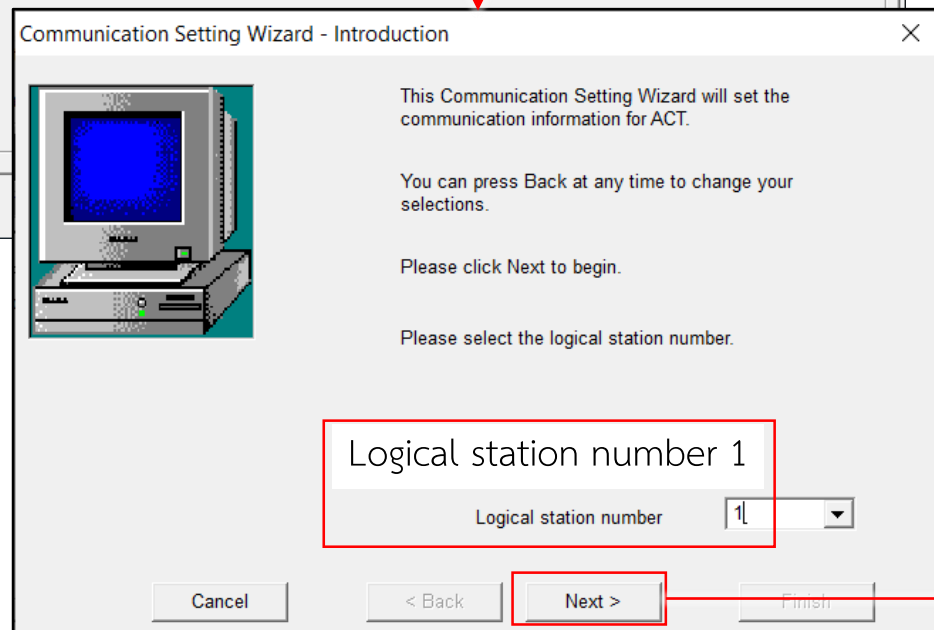 Communication Setting Wizard - Introduction
This Communication Setting Wizard will set the
communication information for ACT.
You can press Back at any time to change your
selections.
Please click Next to begin.
Please select the logical station number.
Logical station number 1
Logical station number 1
Cancel < Back Next > Finish